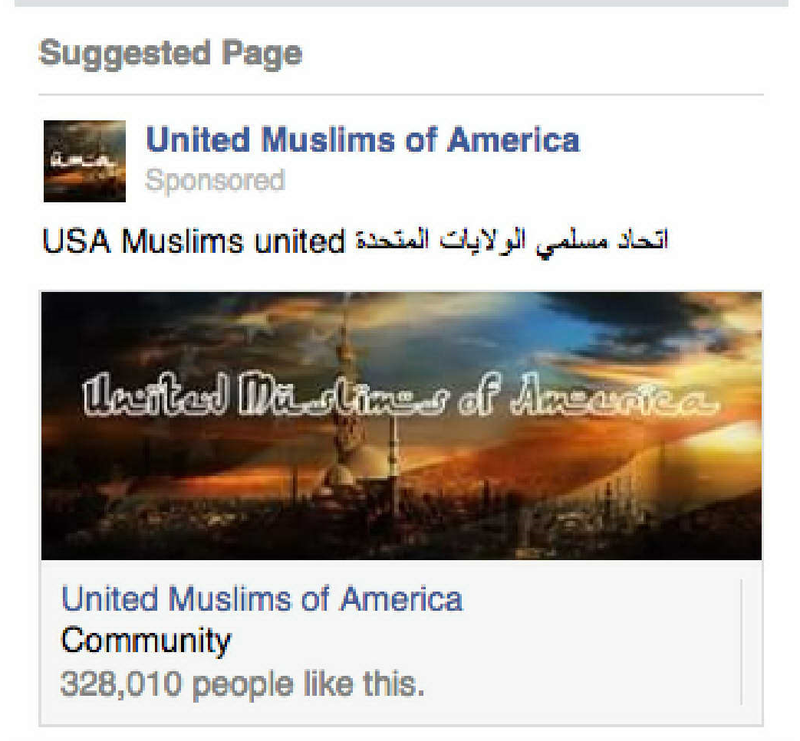 Suggested Page
United Muslims of America
Sponsored
USA Muslims united اتحاد مسلمي الولايات المتحدة
United Muslims of America
United Muslims of America
Community
328,010 people like this.